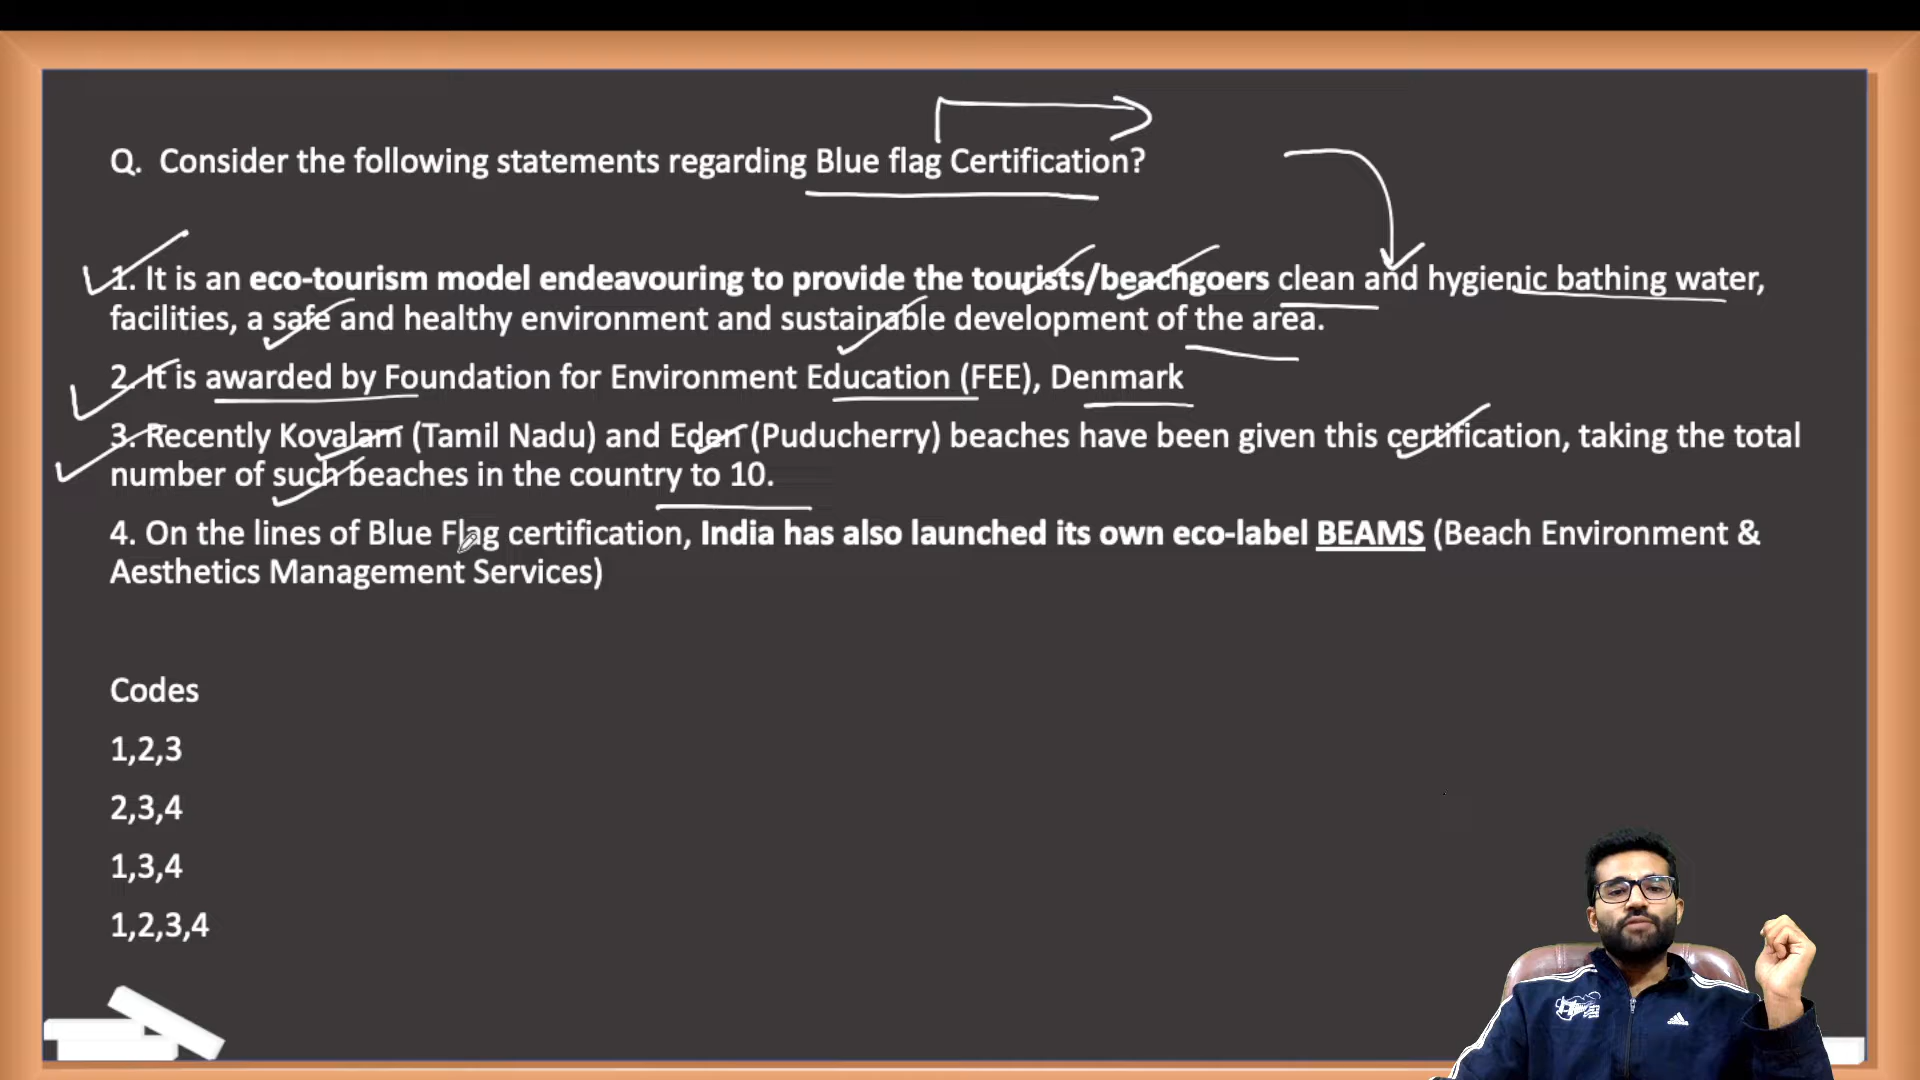 Q. Consider the following statements regarding Blue flag Certification?
1. It is an eco-tourism model endeavouring to provide the tourists/beachgoers clean and hygienic bathing water,
facilities, a safe and healthy environment and sustainable development of the area.
2. It is awarded by Foundation for Environment Education (FEE), Denmark
3. Recently Kovalam (Tamil Nadu) and Eden (Puducherry) beaches have been given this certification, taking the total
number of such beaches in the country to 10.
4. On the lines of Blue Flag certification, India has also launched its own eco-label BEAMS (Beach Environment &
Aesthetics Management Services)
Codes
1,2,3
2,3,4
1,3,4
1,2,3,4